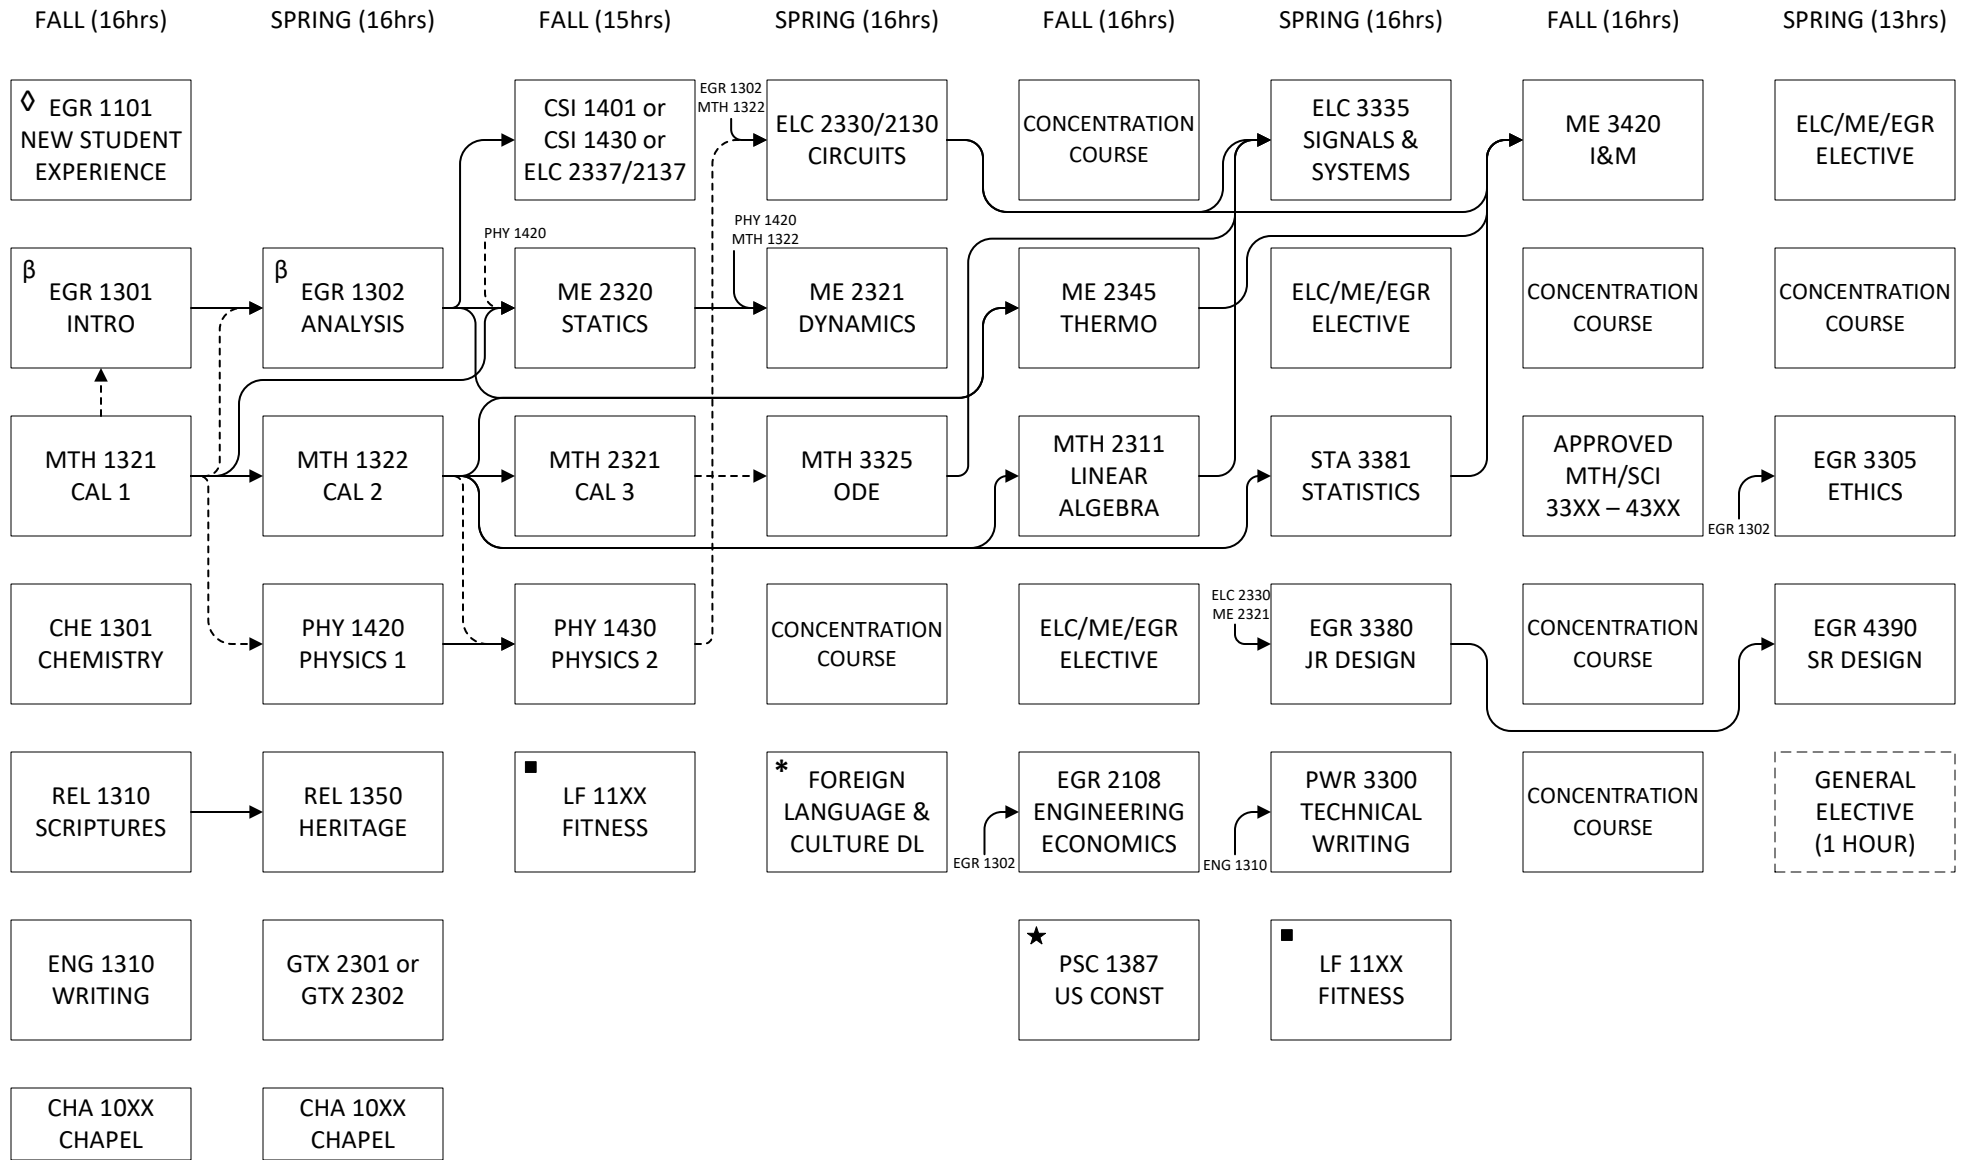 FALL (16hrs)
SPRING (16hrs)
FALL (15hrs)
SPRING (16hrs)
FALL (16hrs)
SPRING (16hrs)
FALL (16hrs)
SPRING (13hrs)
◊ EGR 1101
NEW STUDENT
EXPERIENCE
CSI 1401 or
CSI 1430 or
ELC 2337/2137
EGR 1302
MTH 1322
ELC 2330/2130
CIRCUITS
CONCENTRATION
COURSE
ELC 3335
SIGNALS &
SYSTEMS
ME 3420
I&M
ELC/ME/EGR
ELECTIVE
β
EGR 1301
INTRO
β
EGR 1302
ANALYSIS
PHY 1420
ME 2320
STATICS
PHY 1420
MTH 1322
ME 2321
DYNAMICS
ME 2345
THERMO
ELC/ME/EGR
ELECTIVE
CONCENTRATION
COURSE
CONCENTRATION
COURSE
MTH 1321
CAL 1
MTH 1322
CAL 2
MTH 2321
CAL 3
MTH 3325
ODE
MTH 2311
LINEAR
ALGEBRA
STA 3381
STATISTICS
APPROVED
MTH/SCI
33XX – 43XX
EGR 1302
EGR 3305
ETHICS
CHE 1301
CHEMISTRY
PHY 1420
PHYSICS 1
PHY 1430
PHYSICS 2
CONCENTRATION
COURSE
ELC/ME/EGR
ELECTIVE
ELC 2330
ME 2321
EGR 3380
JR DESIGN
CONCENTRATION
COURSE
EGR 4390
SR DESIGN
REL 1310
SCRIPTURES
REL 1350
HERITAGE
■
LF 11XX
FITNESS
* FOREIGN
LANGUAGE &
CULTURE DL
EGR 1302
EGR 2108
ENGINEERING
ECONOMICS
ENG 1310
PWR 3300
TECHNICAL
WRITING
CONCENTRATION
COURSE
GENERAL
ELECTIVE
(1 HOUR)
ENG 1310
WRITING
GTX 2301 or
GTX 2302
★
PSC 1387
US CONST
■
LF 11XX
FITNESS
CHA 10XX
CHAPEL
CHA 10XX
CHAPEL